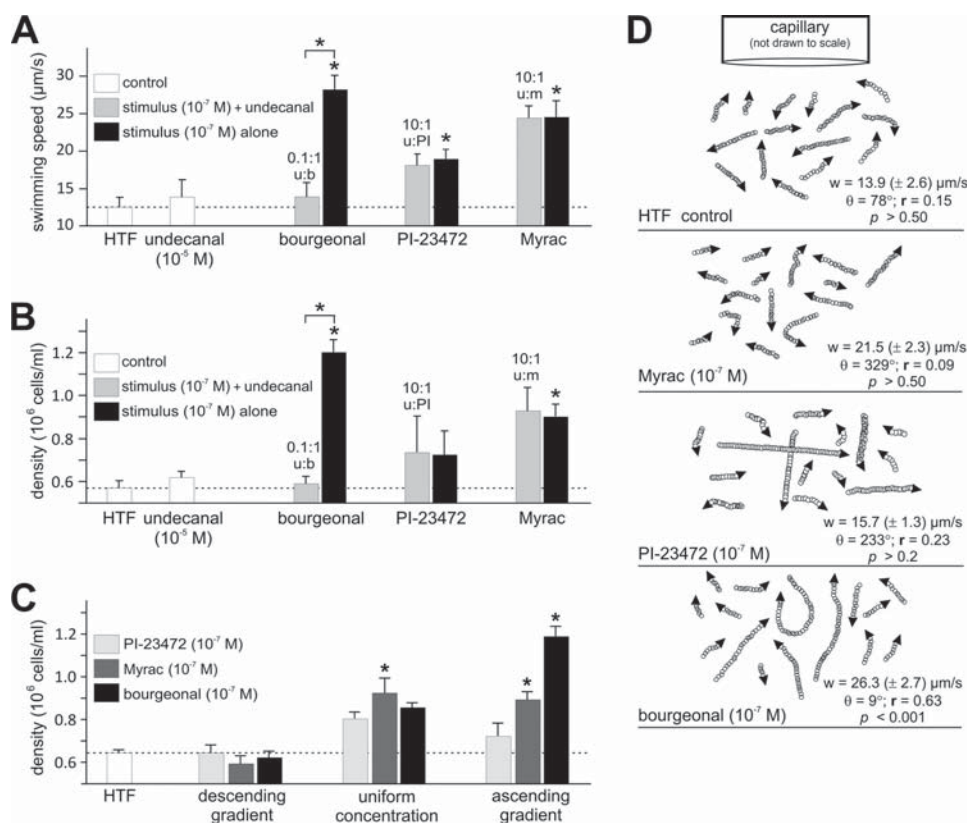 A
swimming speed (µm/s)
30
25
20
15
10
control
stimulus (10⁻⁷ M) + undecanal
stimulus (10⁻⁷ M) alone
*
*
0.1:1
u:b
10:1
u:PI
*
10:1
u:m
*
HTF
undecanal
(10⁻⁵ M)
bourgeonal
PI-23472
Myrac
B
density (10⁶ cells/ml)
1.2
1.0
0.8
0.6
control
stimulus (10⁻⁷ M) + undecanal
stimulus (10⁻⁷ M) alone
*
*
0.1:1
u:b
10:1
u:PI
10:1
u:m
*
HTF
undecanal
(10⁻⁵ M)
bourgeonal
PI-23472
Myrac
C
density (10⁶ cells/ml)
1.2
1.0
0.8
0.6
PI-23472 (10⁻⁷ M)
Myrac (10⁻⁷ M)
bourgeonal (10⁻⁷ M)
*
*
*
HTF
descending
gradient
uniform
concentration
ascending
gradient
D
capillary
(not drawn to scale)
w = 13.9 (± 2.6) µm/s
θ = 78°; r = 0.15
p > 0.50
HTF control
w = 21.5 (± 2.3) µm/s
θ = 329°; r = 0.09
p > 0.50
Myrac (10⁻⁷ M)
w = 15.7 (± 1.3) µm/s
θ = 233°; r = 0.23
p > 0.2
PI-23472 (10⁻⁷ M)
w = 26.3 (± 2.7) µm/s
θ = 9°; r = 0.63
p < 0.001
bourgeonal (10⁻⁷ M)